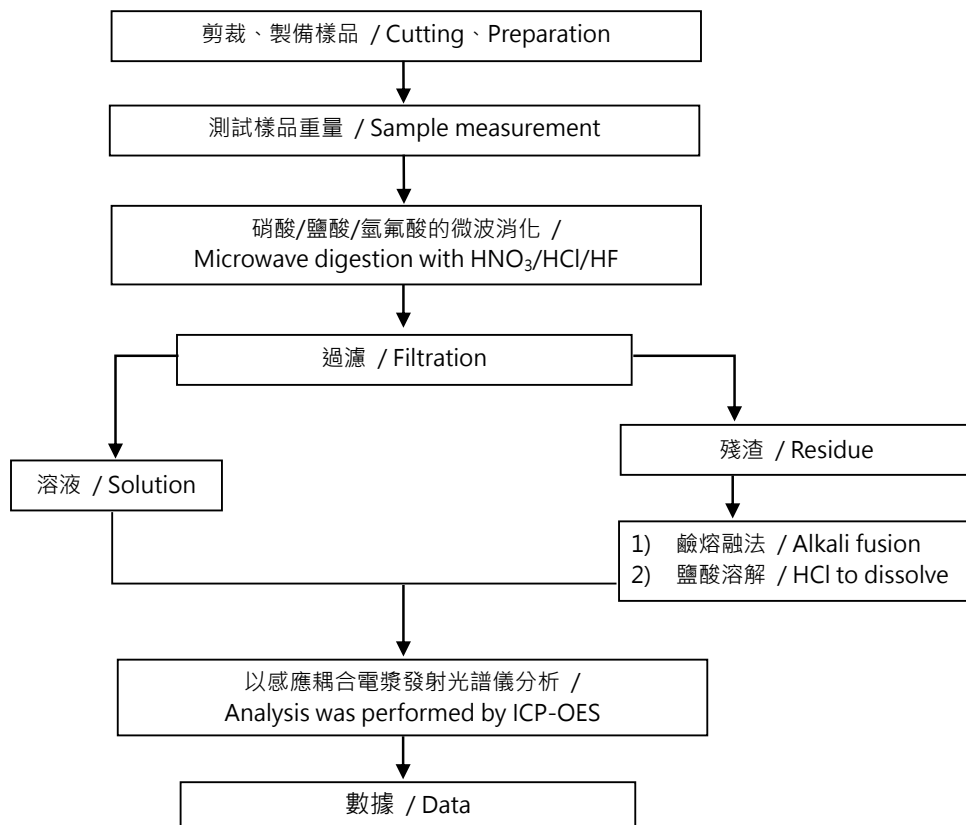 剪裁、製備樣品 / Cutting、Preparation
測試樣品重量 / Sample measurement
硝酸/鹽酸/氫氟酸的微波消化 /
Microwave digestion with HNO₃/HCl/HF
過濾 / Filtration
溶液 / Solution
殘渣 / Residue
1) 鹼熔融法 / Alkali fusion
2) 鹽酸溶解 / HCl to dissolve
以感應耦合電漿發射光譜儀分析 /
Analysis was performed by ICP-OES
數據 / Data